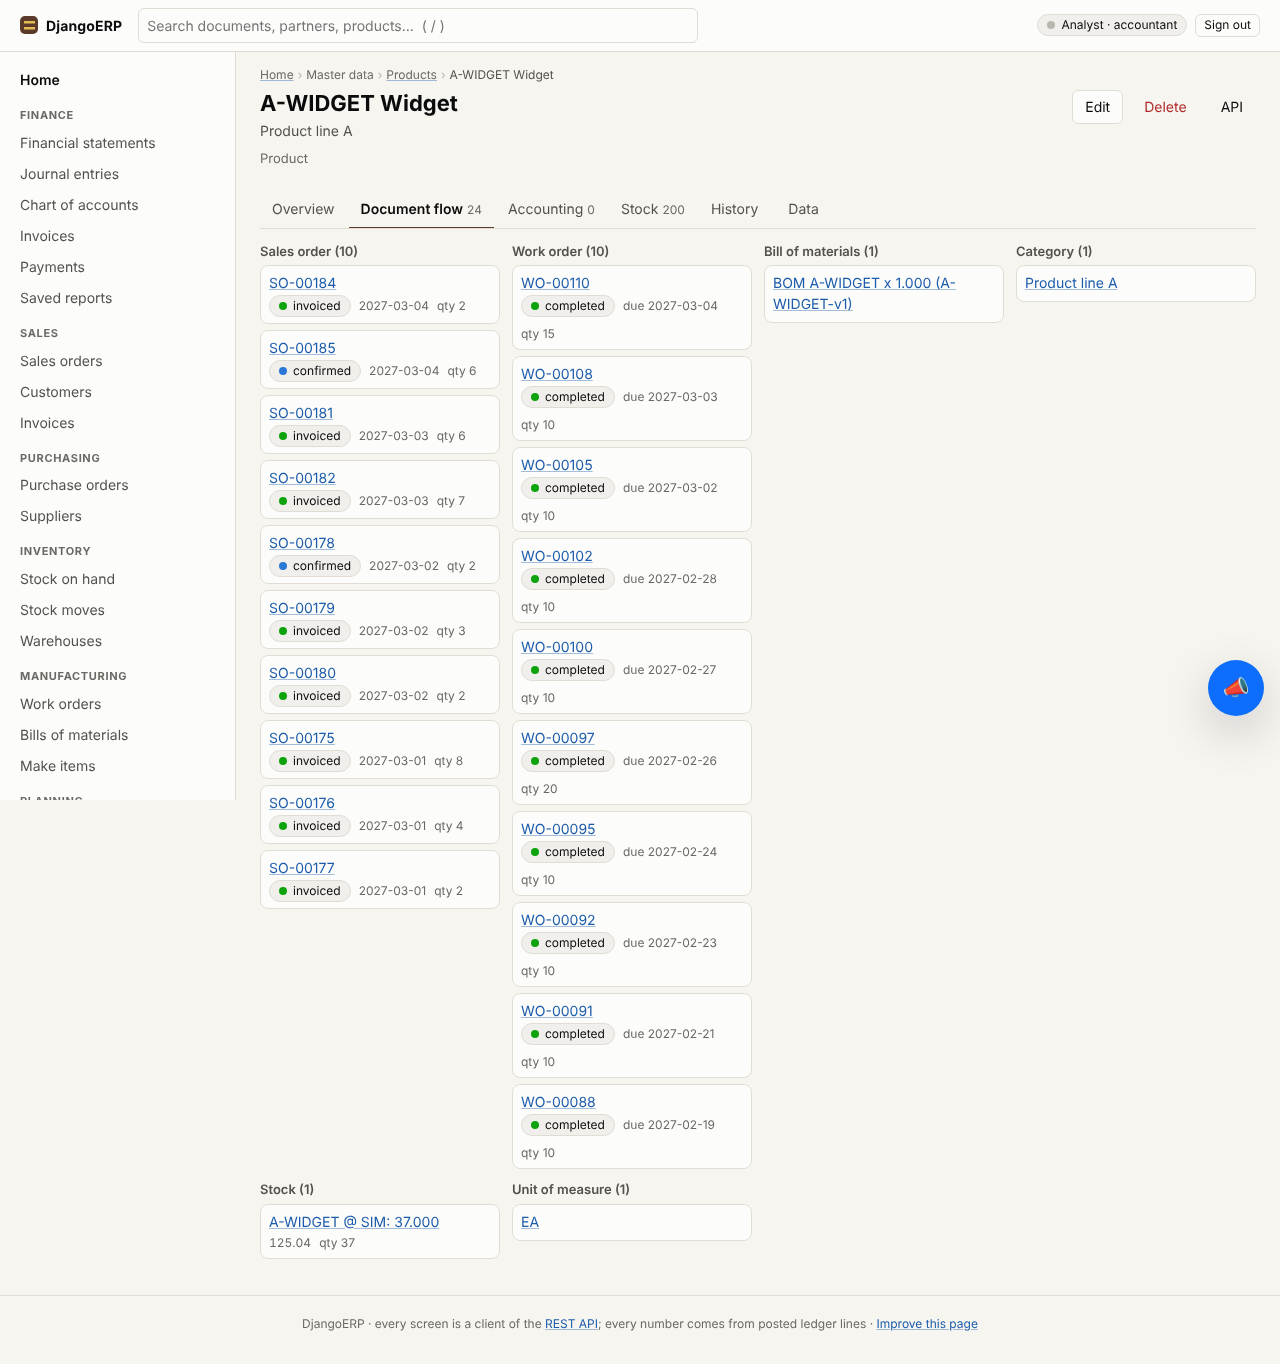 DjangoERP
Search documents, partners, products... ( / )
Analyst · accountant
Sign out
Home
FINANCE
Financial statements
Journal entries
Chart of accounts
Invoices
Payments
Saved reports
SALES
Sales orders
Customers
Invoices
PURCHASING
Purchase orders
Suppliers
INVENTORY
Stock on hand
Stock moves
Warehouses
MANUFACTURING
Work orders
Bills of materials
Make items
PLANNING
Home › Master data › Products › A-WIDGET Widget
A-WIDGET Widget
Product line A
Product
Edit
Delete
API
Overview
Document flow 24
Accounting 0
Stock 200
History
Data
Sales order (10)
SO-00184
invoiced 2027-03-04 qty 2
SO-00185
confirmed 2027-03-04 qty 6
SO-00181
invoiced 2027-03-03 qty 6
SO-00182
invoiced 2027-03-03 qty 7
SO-00178
confirmed 2027-03-02 qty 2
SO-00179
invoiced 2027-03-02 qty 3
SO-00180
invoiced 2027-03-02 qty 2
SO-00175
invoiced 2027-03-01 qty 8
SO-00176
invoiced 2027-03-01 qty 4
SO-00177
invoiced 2027-03-01 qty 2
Work order (10)
WO-00110
completed due 2027-03-04
qty 15
WO-00108
completed due 2027-03-03
qty 10
WO-00105
completed due 2027-03-02
qty 10
WO-00102
completed due 2027-02-28
qty 10
WO-00100
completed due 2027-02-27
qty 10
WO-00097
completed due 2027-02-26
qty 20
WO-00095
completed due 2027-02-24
qty 10
WO-00092
completed due 2027-02-23
qty 10
WO-00091
completed due 2027-02-21
qty 10
WO-00088
completed due 2027-02-19
qty 10
Bill of materials (1)
BOM A-WIDGET x 1.000 (A-
WIDGET-v1)
Category (1)
Product line A
Stock (1)
A-WIDGET @ SIM: 37.000
125.04 qty 37
Unit of measure (1)
EA
DjangoERP · every screen is a client of the REST API; every number comes from posted ledger lines · Improve this page